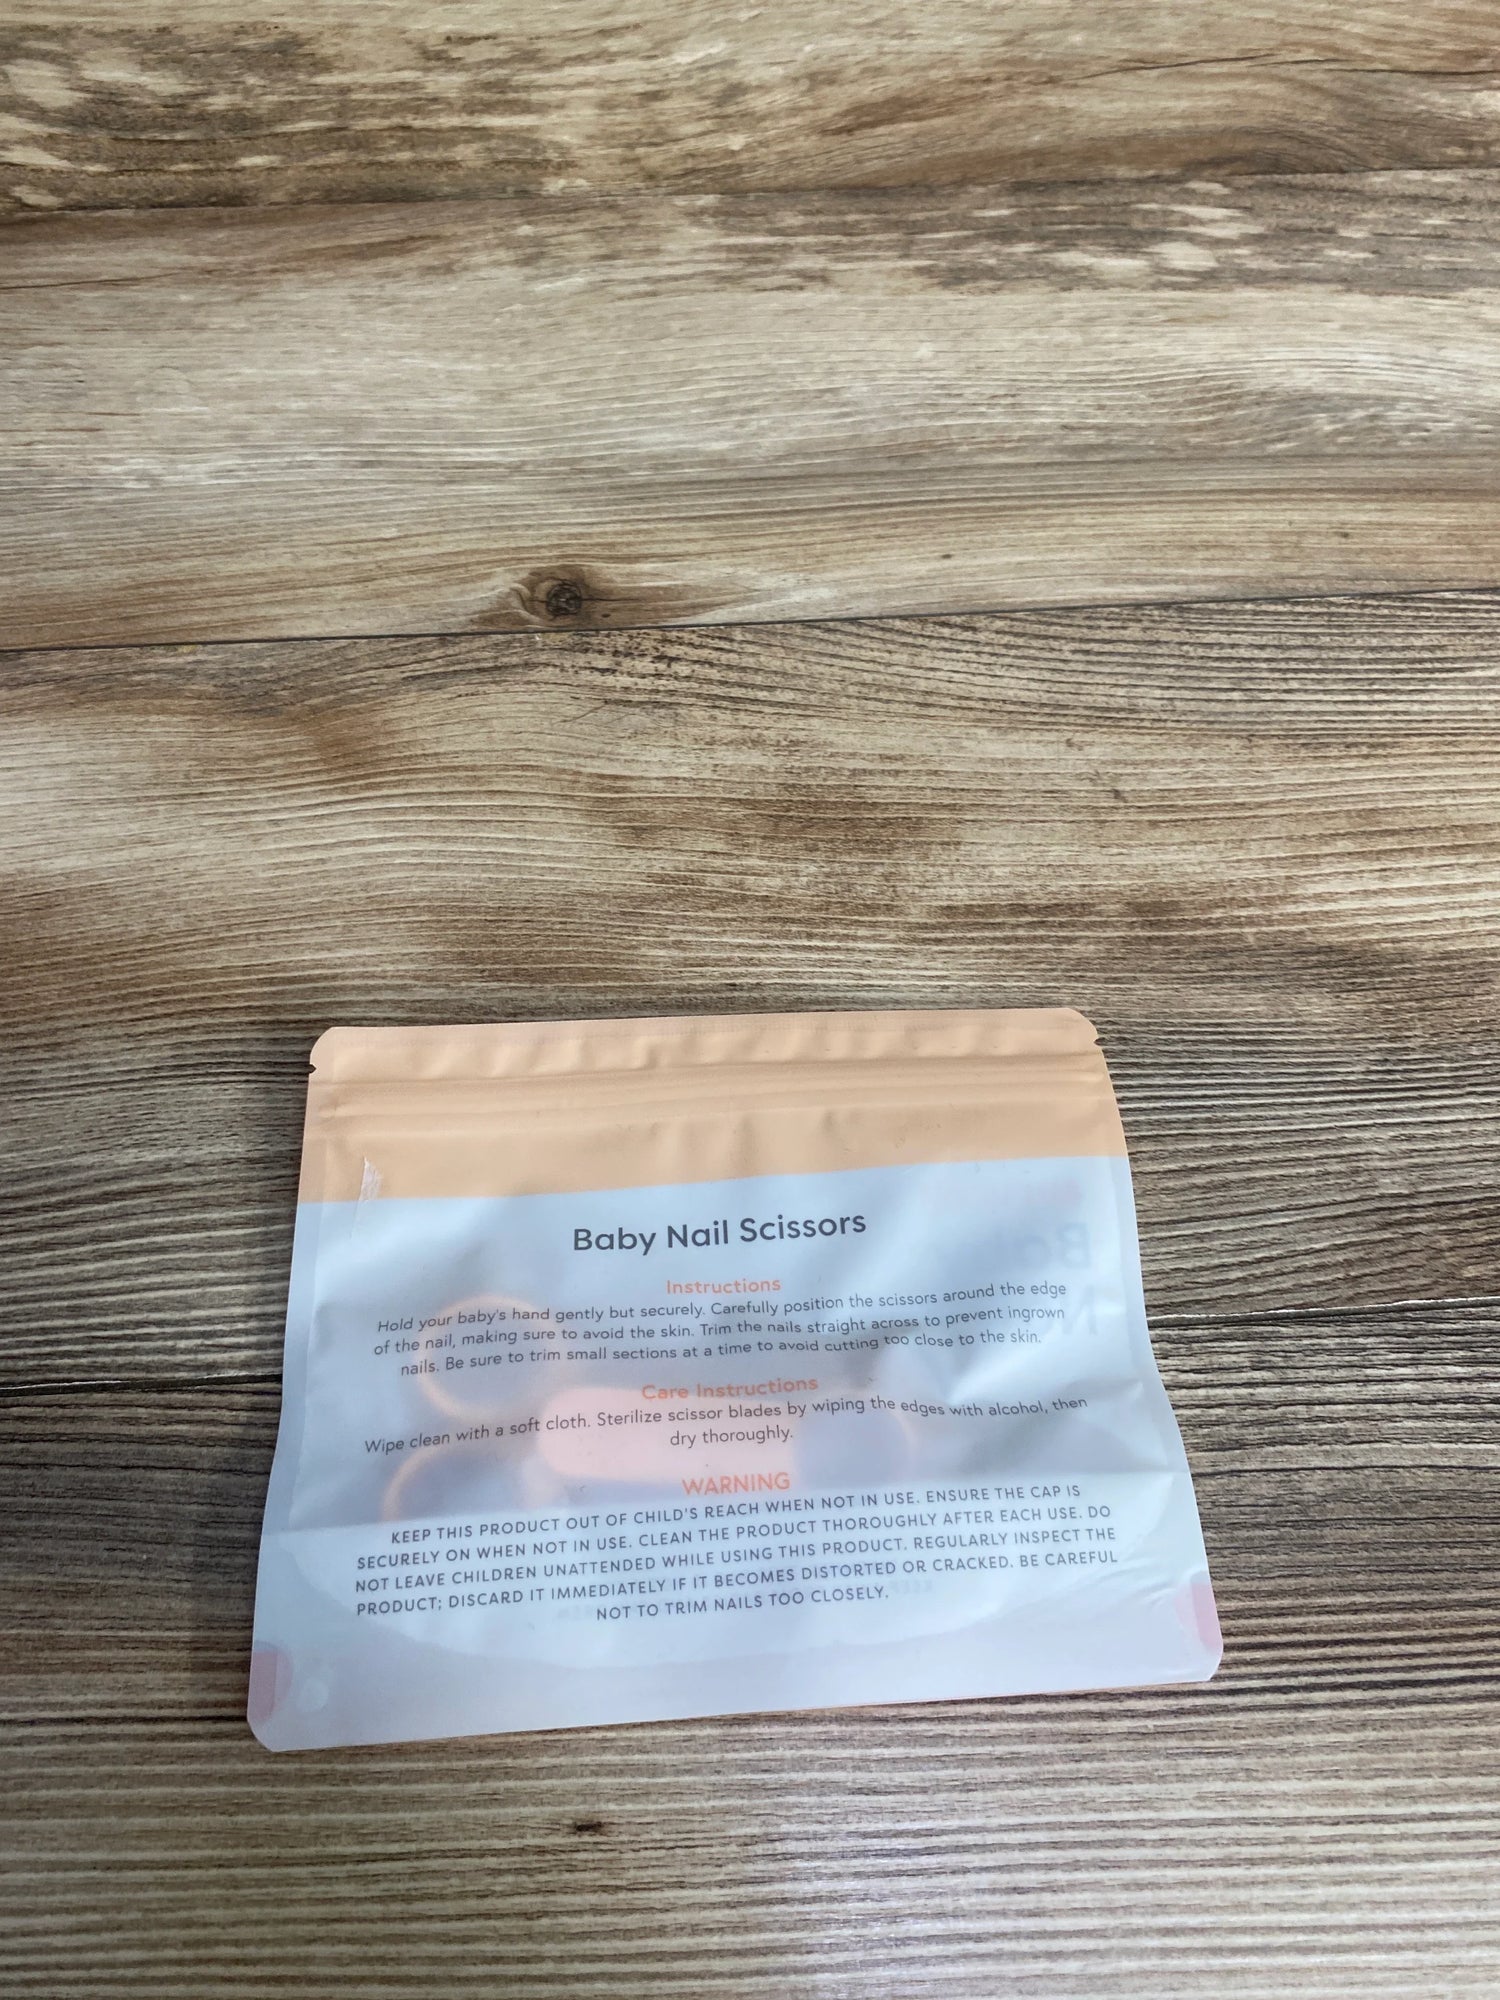 Baby Nail Scissors
Instructions
Hold your baby's hand gently but securely. Carefully position the scissors around the edge
of the nail, making sure to avoid the skin. Trim the nails straight across to prevent ingrown
nails. Be sure to trim small sections at a time to avoid cutting too close to the skin.
Care Instructions
Wipe clean with a soft cloth. Sterilize scissor blades by wiping the edges with alcohol, then
dry thoroughly.
WARNING
KEEP THIS PRODUCT OUT OF CHILD'S REACH WHEN NOT IN USE. ENSURE THE CAP IS
SECURELY ON WHEN NOT IN USE. CLEAN THE PRODUCT THOROUGHLY AFTER EACH USE. DO
NOT LEAVE CHILDREN UNATTENDED WHILE USING THIS PRODUCT. REGULARLY INSPECT THE
PRODUCT; DISCARD IT IMMEDIATELY IF IT BECOMES DISTORTED OR CRACKED. BE CAREFUL
NOT TO TRIM NAILS TOO CLOSELY.